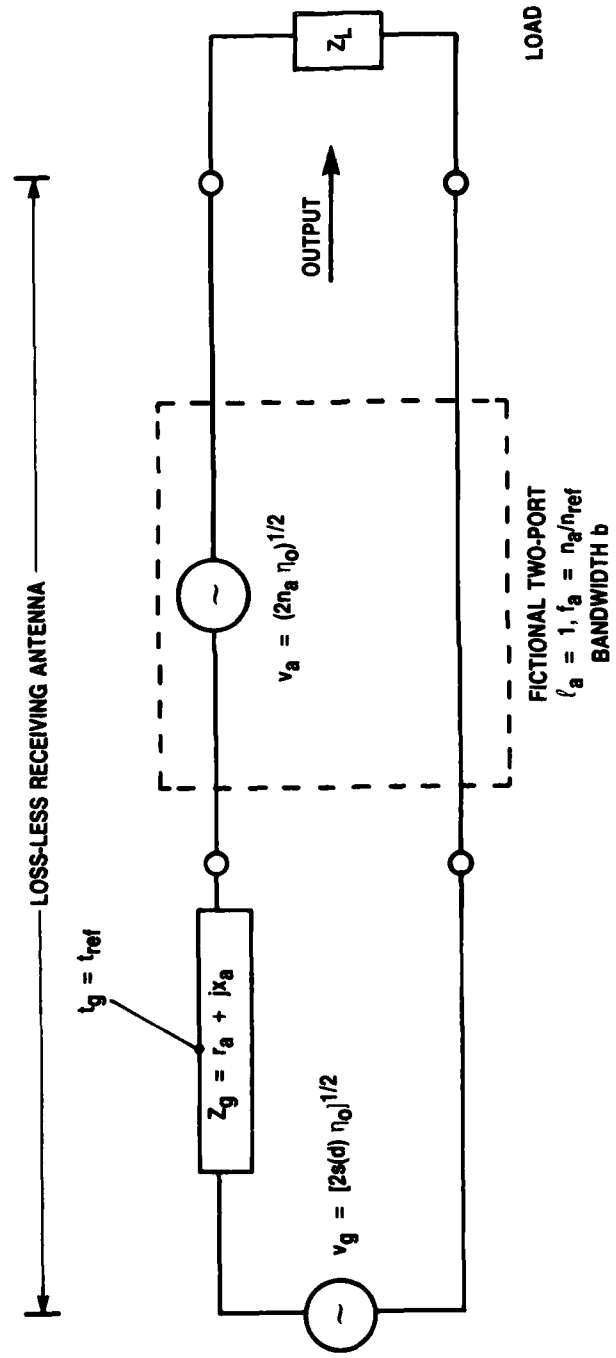 LOSS-LESS RECEIVING ANTENNA
t_g = t_ref
Z_g = r_a + jx_a
v_g = [2s(d) η_o]^1/2
v_a = (2n_a η_o)^1/2
~
~
FICTIONAL TWO-PORT
ℓ_a = 1, f_a = n_a/n_ref
BANDWIDTH b
OUTPUT
Z_L
LOAD